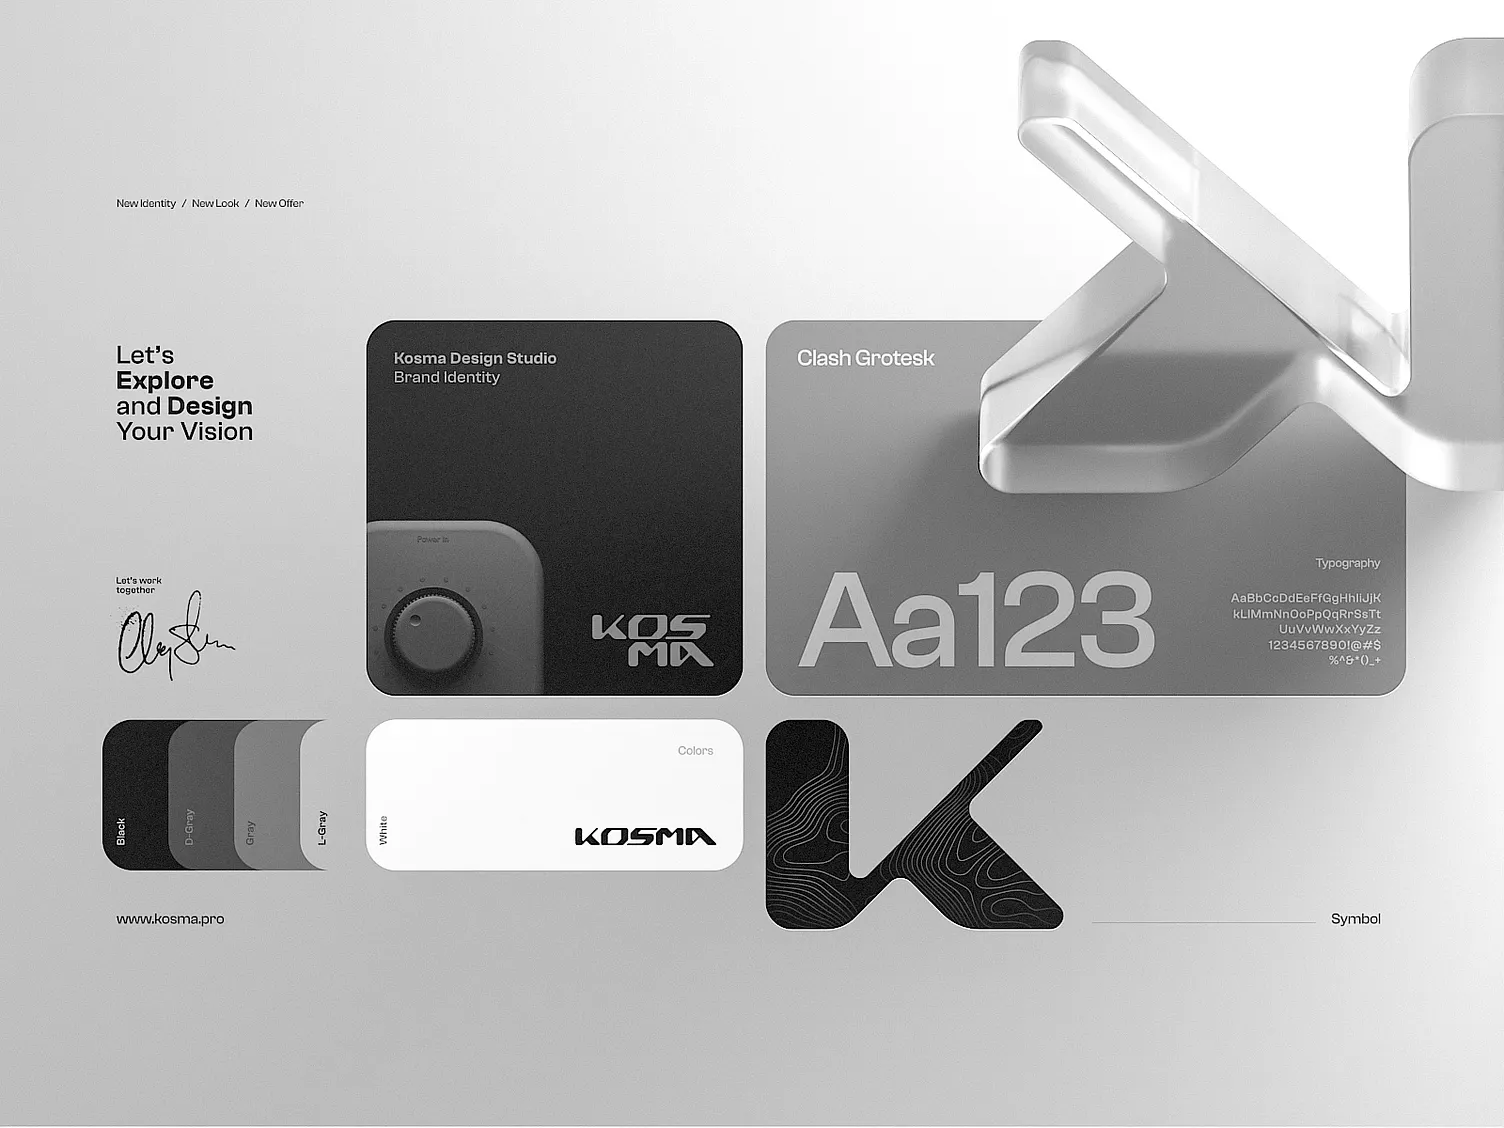 New Identity / New Look / New Offer
Let's
Explore
and Design
Your Vision
Let's work
together
Kosma Design Studio
Brand Identity
Power in
KOS
MA
Clash Grotesk
Aa123
Typography
AaBbCcDdEeFfGgHhIiJjK
kLlMmNnOoPpQqRrSsTt
UuVvWwXxYyZz
1234567890!@#$
%^&*()_+
Black
D-Gray
Gray
L-Gray
White
Colors
KOSMA
www.kosma.pro
K
Symbol